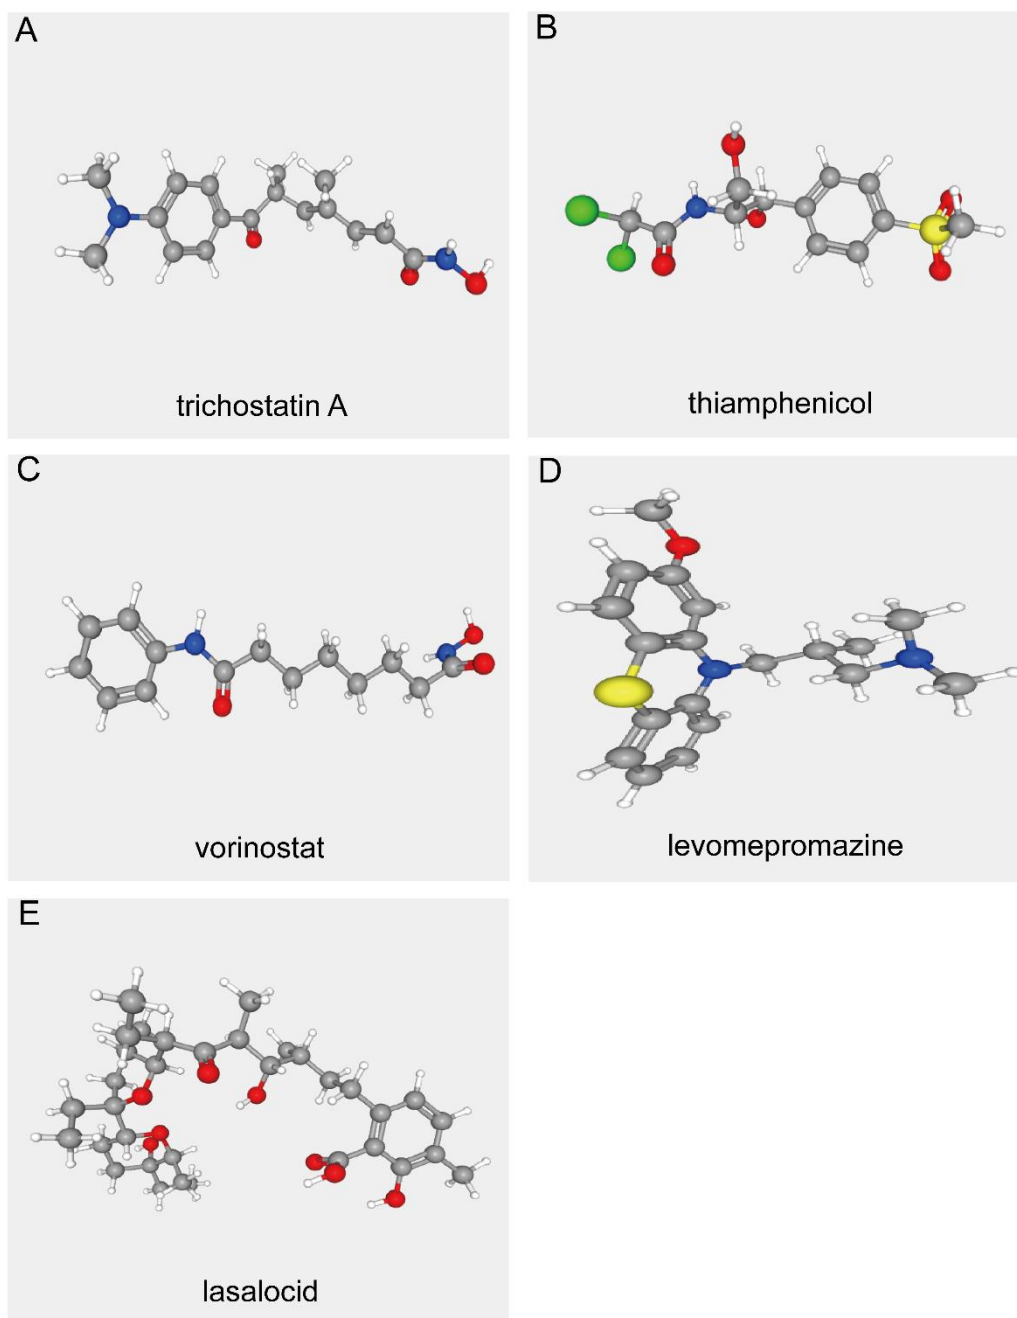 A
trichostatin A
B
thiamphenicol
C
vorinostat
D
levomepromazine
E
lasalocid